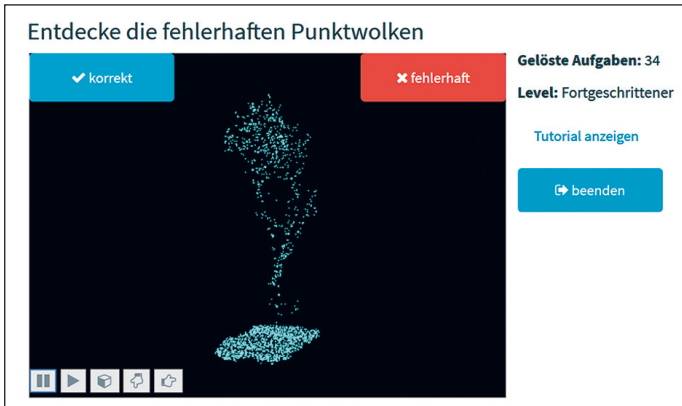 Entdecke die fehlerhaften Punktwolken
korrekt
fehlerhaft
Gelöste Aufgaben: 34
Level: Fortgeschrittener
Tutorial anzeigen
beenden